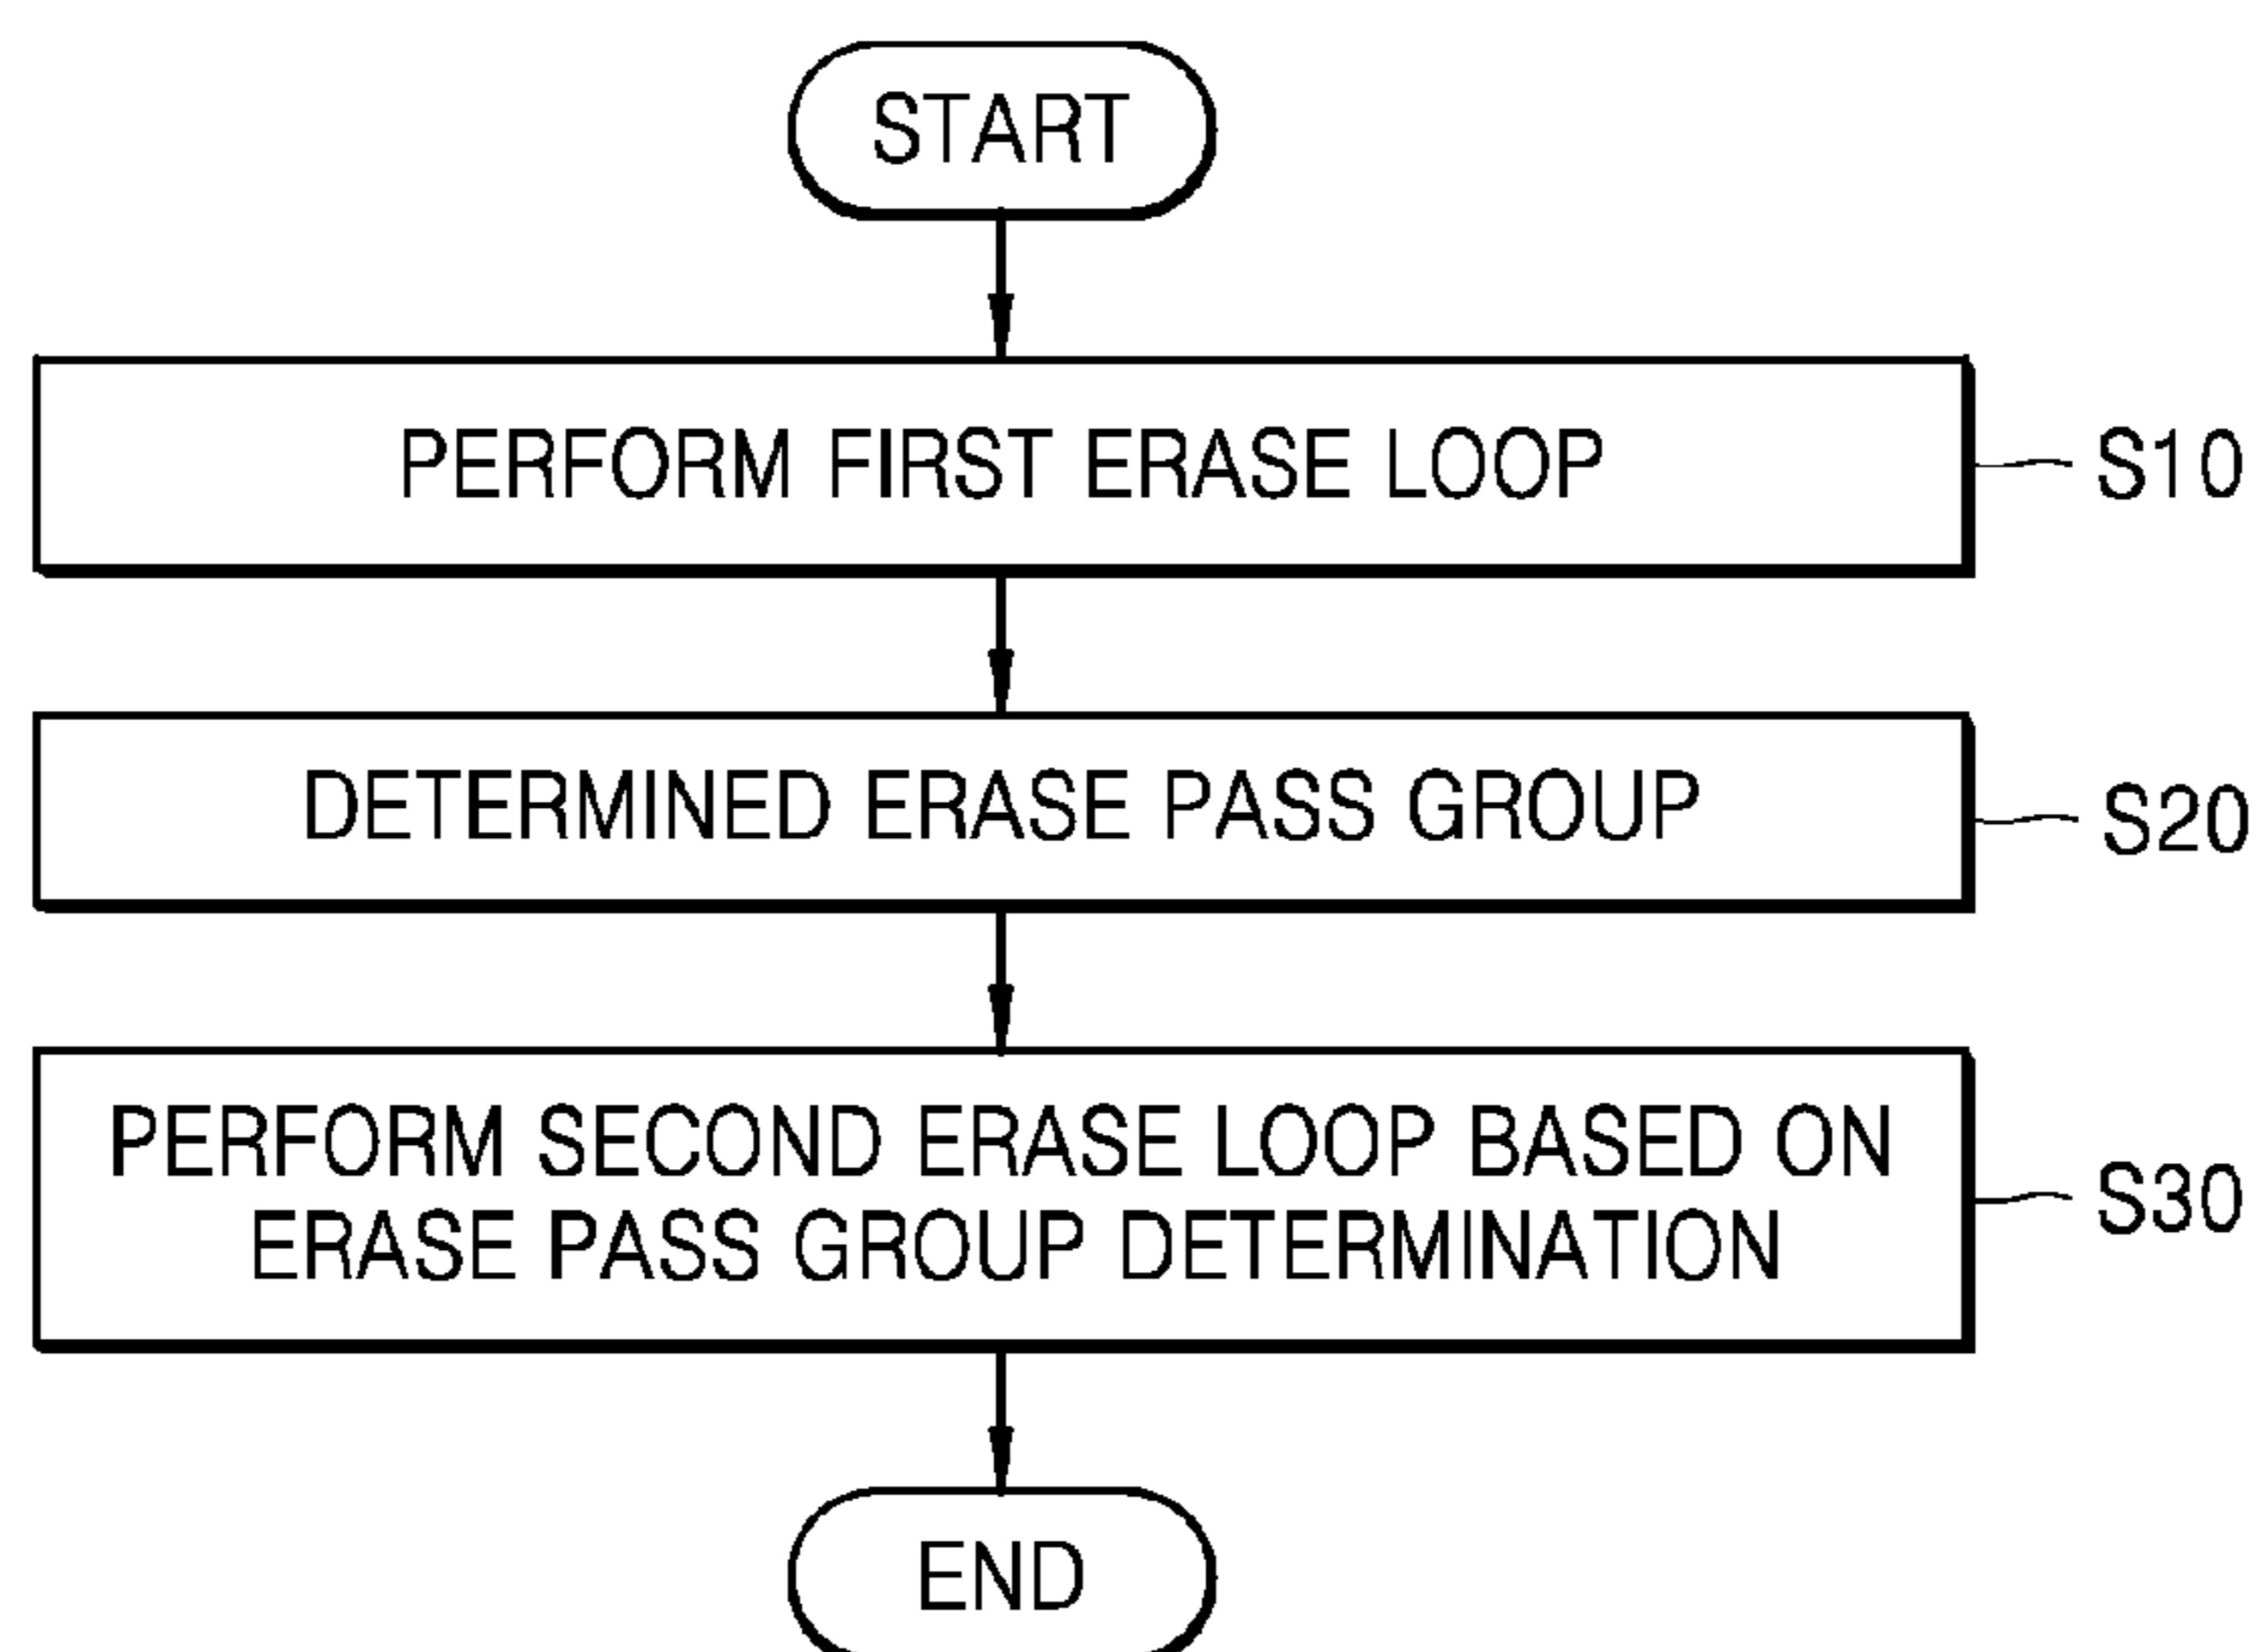 START
PERFORM FIRST ERASE LOOP
S10
DETERMINED ERASE PASS GROUP
S20
PERFORM SECOND ERASE LOOP BASED ON
ERASE PASS GROUP DETERMINATION
S30
END